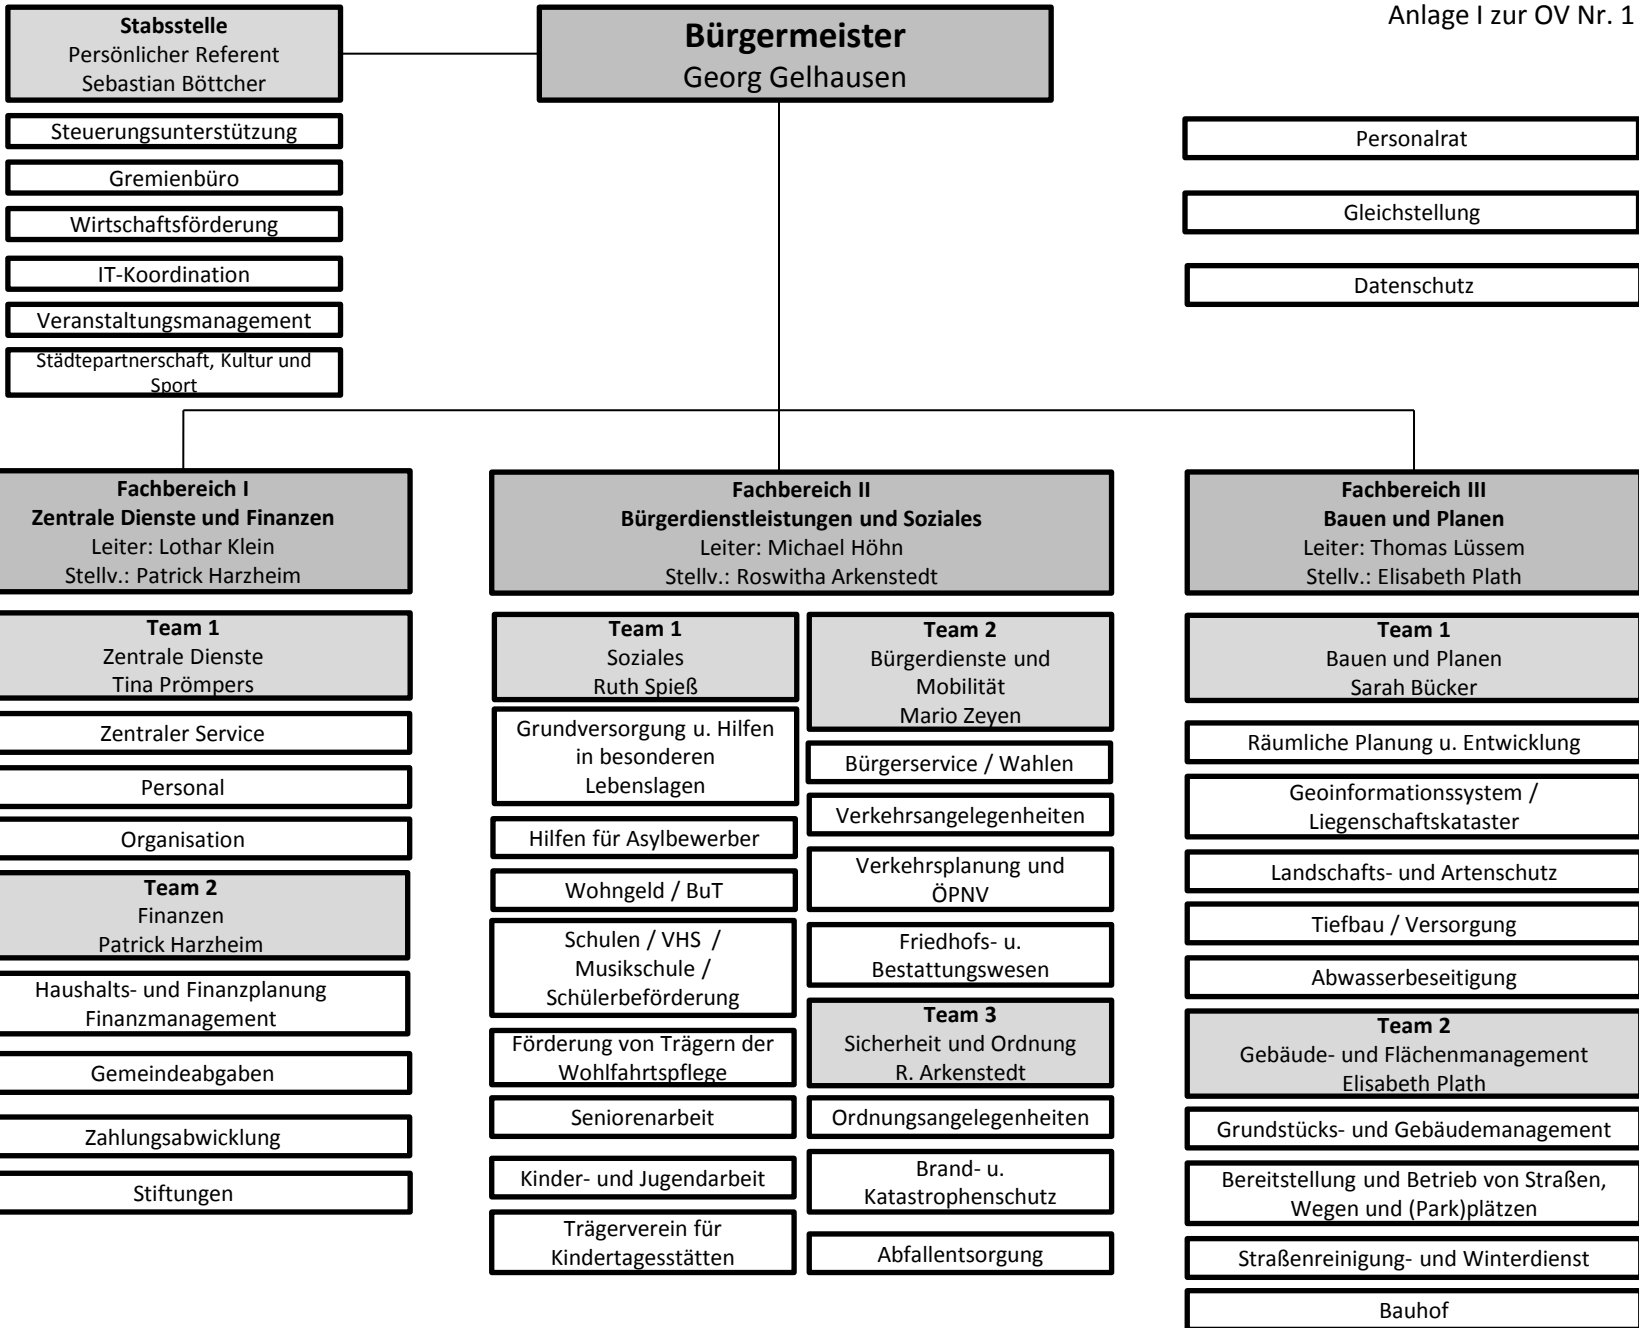 Anlage I zur OV Nr. 1
Stabsstelle
Persönlicher Referent
Sebastian Böttcher
Bürgermeister
Georg Gelhausen
Steuerungsunterstützung
Gremienbüro
Wirtschaftsförderung
IT-Koordination
Veranstaltungsmanagement
Städtepartnerschaft, Kultur und
Sport
Personalrat
Gleichstellung
Datenschutz
Fachbereich I
Zentrale Dienste und Finanzen
Leiter: Lothar Klein
Stellv.: Patrick Harzheim
Team 1
Zentrale Dienste
Tina Prömpers
Zentraler Service
Personal
Organisation
Team 2
Finanzen
Patrick Harzheim
Haushalts- und Finanzplanung
Finanzmanagement
Gemeindeabgaben
Zahlungsabwicklung
Stiftungen
Fachbereich II
Bürgerdienstleistungen und Soziales
Leiter: Michael Höhn
Stellv.: Roswitha Arkenstedt
Team 1
Soziales
Ruth Spieß
Grundversorgung u. Hilfen
in besonderen
Lebenslagen
Hilfen für Asylbewerber
Wohngeld / BuT
Schulen / VHS /
Musikschule /
Schülerbeförderung
Förderung von Trägern der
Wohlfahrtspflege
Seniorenarbeit
Kinder- und Jugendarbeit
Trägerverein für
Kindertagesstätten
Team 2
Bürgerdienste und
Mobilität
Mario Zeyen
Bürgerservice / Wahlen
Verkehrsangelegenheiten
Verkehrsplanung und
ÖPNV
Friedhofs- u.
Bestattungswesen
Team 3
Sicherheit und Ordnung
R. Arkenstedt
Ordnungsangelegenheiten
Brand- u.
Katastrophenschutz
Abfallentsorgung
Fachbereich III
Bauen und Planen
Leiter: Thomas Lüssem
Stellv.: Elisabeth Plath
Team 1
Bauen und Planen
Sarah Bücker
Räumliche Planung u. Entwicklung
Geoinformationssystem /
Liegenschaftskataster
Landschafts- und Artenschutz
Tiefbau / Versorgung
Abwasserbeseitigung
Team 2
Gebäude- und Flächenmanagement
Elisabeth Plath
Grundstücks- und Gebäudemanagement
Bereitstellung und Betrieb von Straßen,
Wegen und (Park)plätzen
Straßenreinigung- und Winterdienst
Bauhof